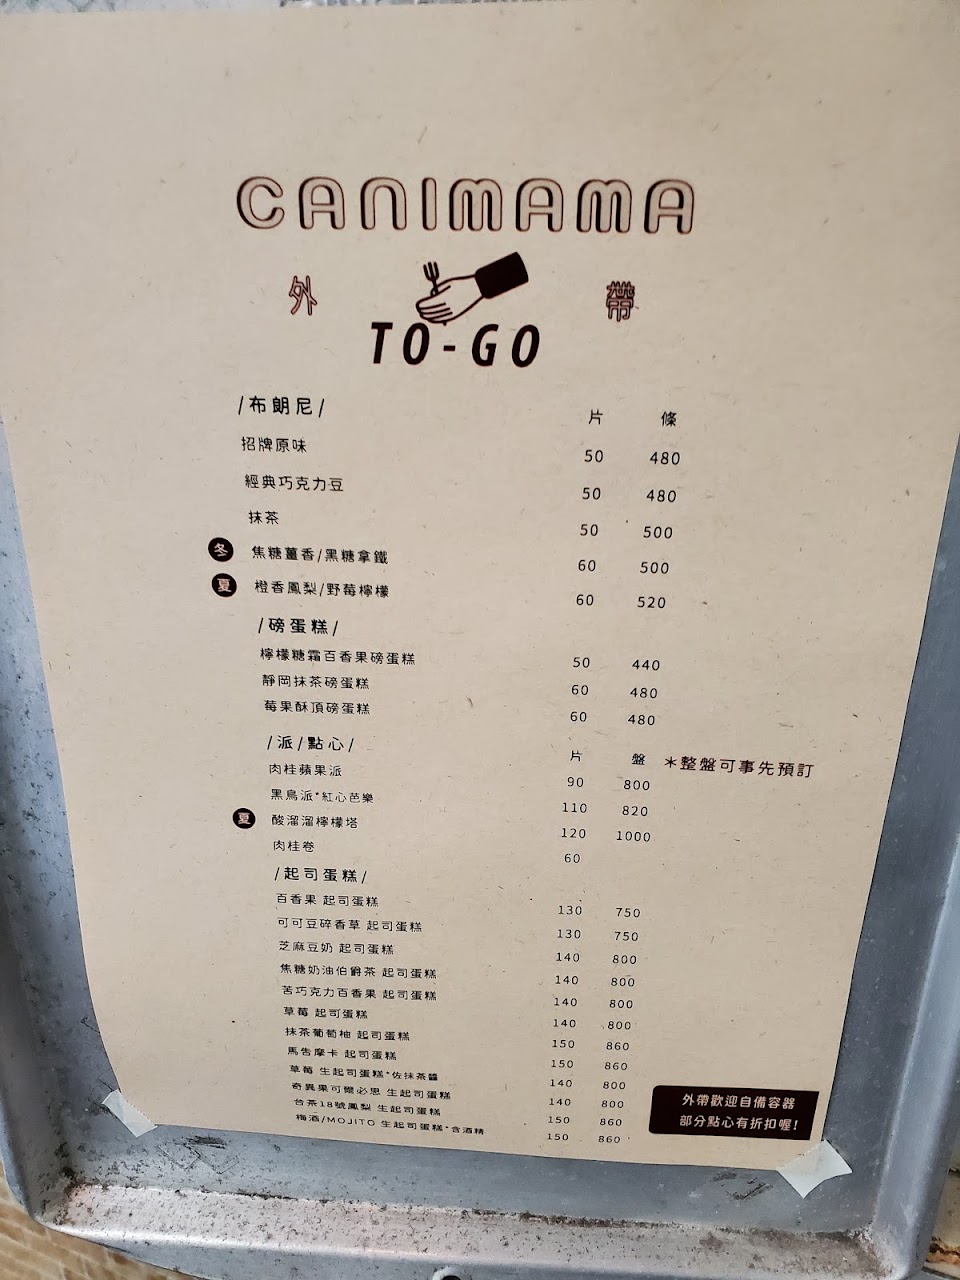 CANIMAMA
外 帶
TO-GO
/布朗尼/ 片 條
招牌原味 50 480
經典巧克力豆 50 480
抹茶 50 500
冬 焦糖薑香/黑糖拿鐵 60 500
夏 橙香鳳梨/野莓檸檬 60 520
/磅蛋糕/
檸檬糖霜百香果磅蛋糕 50 440
靜岡抹茶磅蛋糕 60 480
莓果酥頂磅蛋糕 60 480
/派/點心/ 片 盤 *整盤可事先預訂
肉桂蘋果派 90 800
黑鳥派*紅心芭樂 110 820
夏 酸溜溜檸檬塔 120 1000
肉桂卷 60
/起司蛋糕/
百香果 起司蛋糕 130 750
可可豆碎香草 起司蛋糕 130 750
芝麻豆奶 起司蛋糕 140 800
焦糖奶油伯爵茶 起司蛋糕 140 800
苦巧克力百香果 起司蛋糕 140 800
草莓 起司蛋糕 140 800
抹茶葡萄柚 起司蛋糕 150 860
馬告摩卡 起司蛋糕 150 860
草莓 生起司蛋糕*佐抹茶醬 140 800
奇異果可爾必思 生起司蛋糕 140 800
台茶18號鳳梨 生起司蛋糕 150 860
梅酒/MOJITO 生起司蛋糕*含酒精 150 860
外帶歡迎自備容器
部分點心有折扣喔!